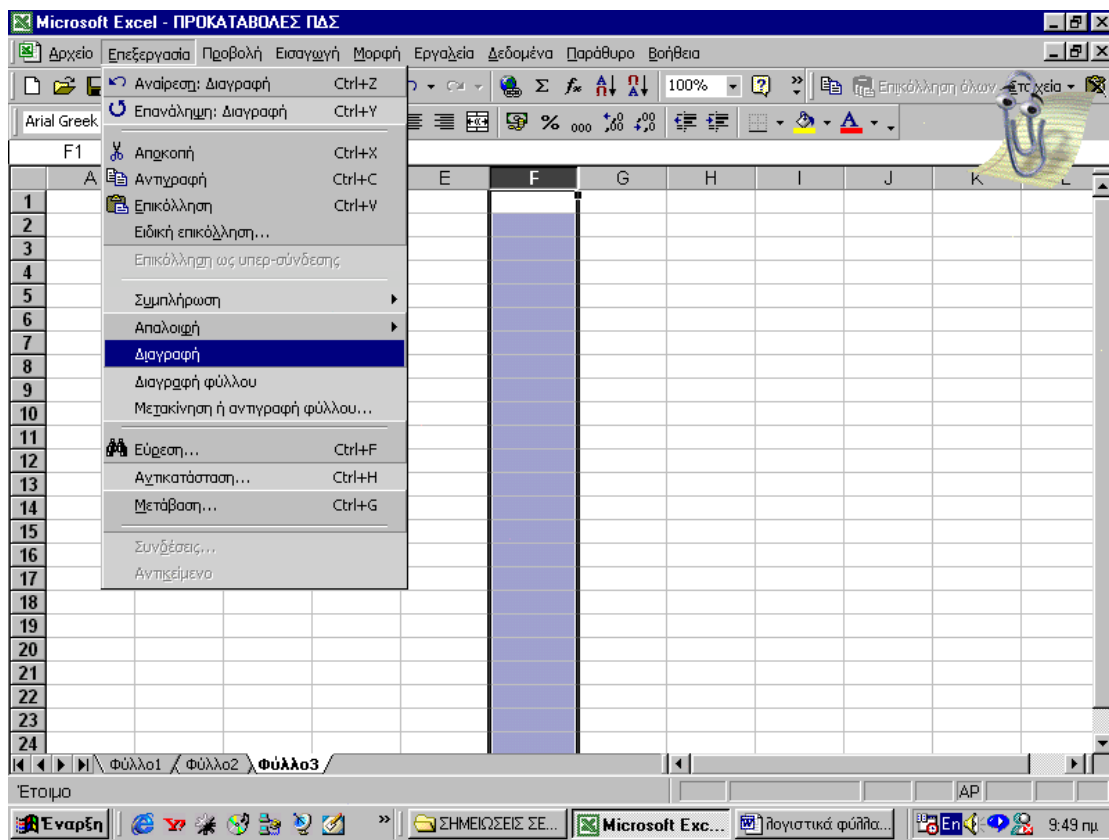 Microsoft Excel - ΠΡΟΚΑΤΑΒΟΛΕΣ ΠΔΣ
Αρχείο Επεξεργασία Προβολή Εισαγωγή Μορφή Εργαλεία Δεδομένα Παράθυρο Βοήθεια
100% Επικόλληση όλων
Arial Greek % 000
F1
A E F G H I J K L
Αναίρεση: Διαγραφή Ctrl+Z
Επανάληψη: Διαγραφή Ctrl+Y
Αποκοπή Ctrl+X
Αντιγραφή Ctrl+C
Επικόλληση Ctrl+V
Ειδική επικόλληση...
Επικόλληση ως υπερ-σύνδεσης
Συμπλήρωση
Απαλοιφή
Διαγραφή
Διαγραφή φύλλου
Μετακίνηση ή αντιγραφή φύλλου...
Εύρεση... Ctrl+F
Αντικατάσταση... Ctrl+H
Μετάβαση... Ctrl+G
Συνδέσεις...
Αντικείμενο
1
2
3
4
5
6
7
8
9
10
11
12
13
14
15
16
17
18
19
20
21
22
23
24
Φύλλο1 Φύλλο2 Φύλλο3
Έτοιμο ΑΡ
Έναρξη » ΣΗΜΕΙΩΣΕΙΣ ΣΕ... Microsoft Exc... λογιστικά φύλλα... En 9:49 πμ